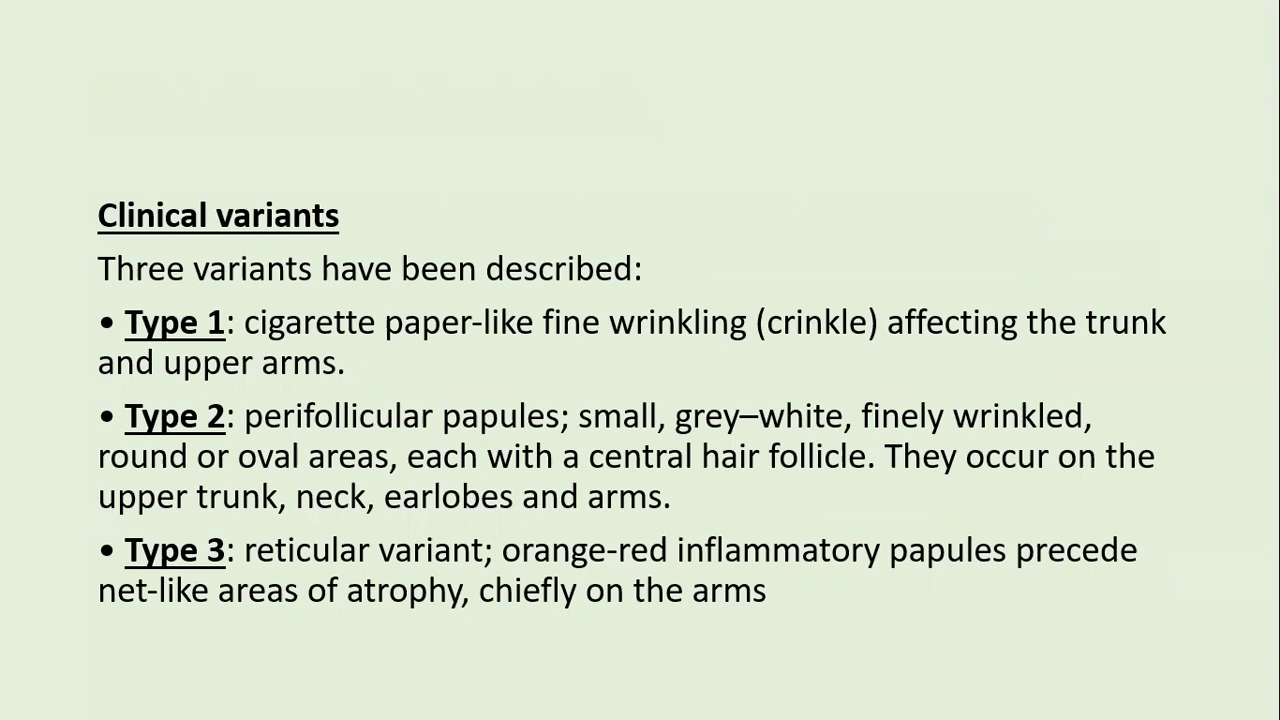 Clinical variants
Three variants have been described:
• Type 1: cigarette paper-like fine wrinkling (crinkle) affecting the trunk
and upper arms.
• Type 2: perifollicular papules; small, grey–white, finely wrinkled,
round or oval areas, each with a central hair follicle. They occur on the
upper trunk, neck, earlobes and arms.
• Type 3: reticular variant; orange-red inflammatory papules precede
net-like areas of atrophy, chiefly on the arms